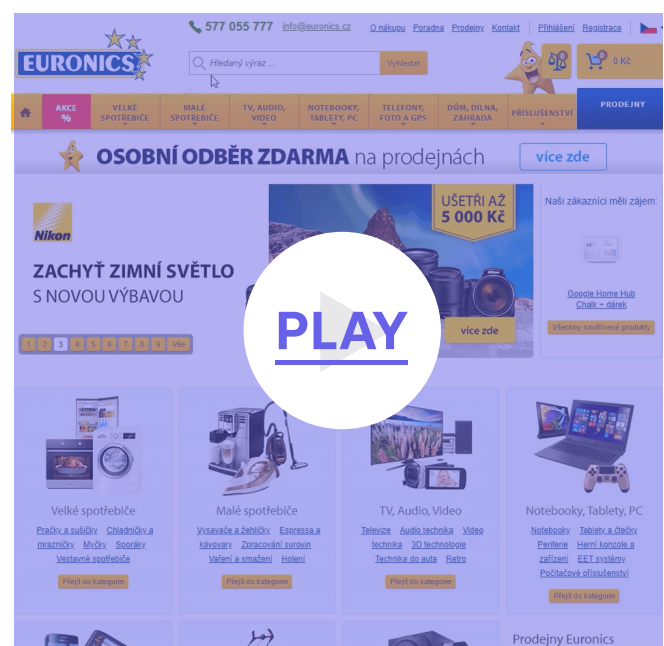 577 055 777 info@euronics.cz O nákupu Poradna Prodejny Kontakt Přihlášení Registrace
EURONICS
Hledaný výraz ... Vyhledat 0 0 0 Kč
AKCE % VELKÉ SPOTŘEBIČE MALÉ SPOTŘEBIČE TV, AUDIO, VIDEO NOTEBOOKY, TABLETY, PC TELEFONY, FOTO A GPS DŮM, DÍLNA, ZAHRADA PŘÍSLUŠENSTVÍ PRODEJNY
OSOBNÍ ODBĚR ZDARMA na prodejnách více zde
Nikon
ZACHYŤ ZIMNÍ SVĚTLO
S NOVOU VÝBAVOU
UŠETŘI AŽ
5 000 Kč
více zde
1 2 3 4 5 6 7 8 9 Vše
Naši zákazníci měli zájem:
Google Home Hub
Chalk + dárek
Všechny navštívené produkty
PLAY
Velké spotřebiče
Pračky a sušičky Chladničky a
mrazničky Myčky Sporáky
Vestavné spotřebiče
Přejít do kategorie
Malé spotřebiče
Vysavače a žehličky Espressa a
kávovary Zpracování surovin
Vaření a smažení Holení
Přejít do kategorie
TV, Audio, Video
Televize Audio technika Video
technika 3D technologie
Technika do auta Retro
Přejít do kategorie
Notebooky, Tablety, PC
Notebooky Tablety a čtečky
Periferie Herní konzole a
zařízení EET systémy
Počítačové příslušenství
Přejít do kategorie
Prodejny Euronics